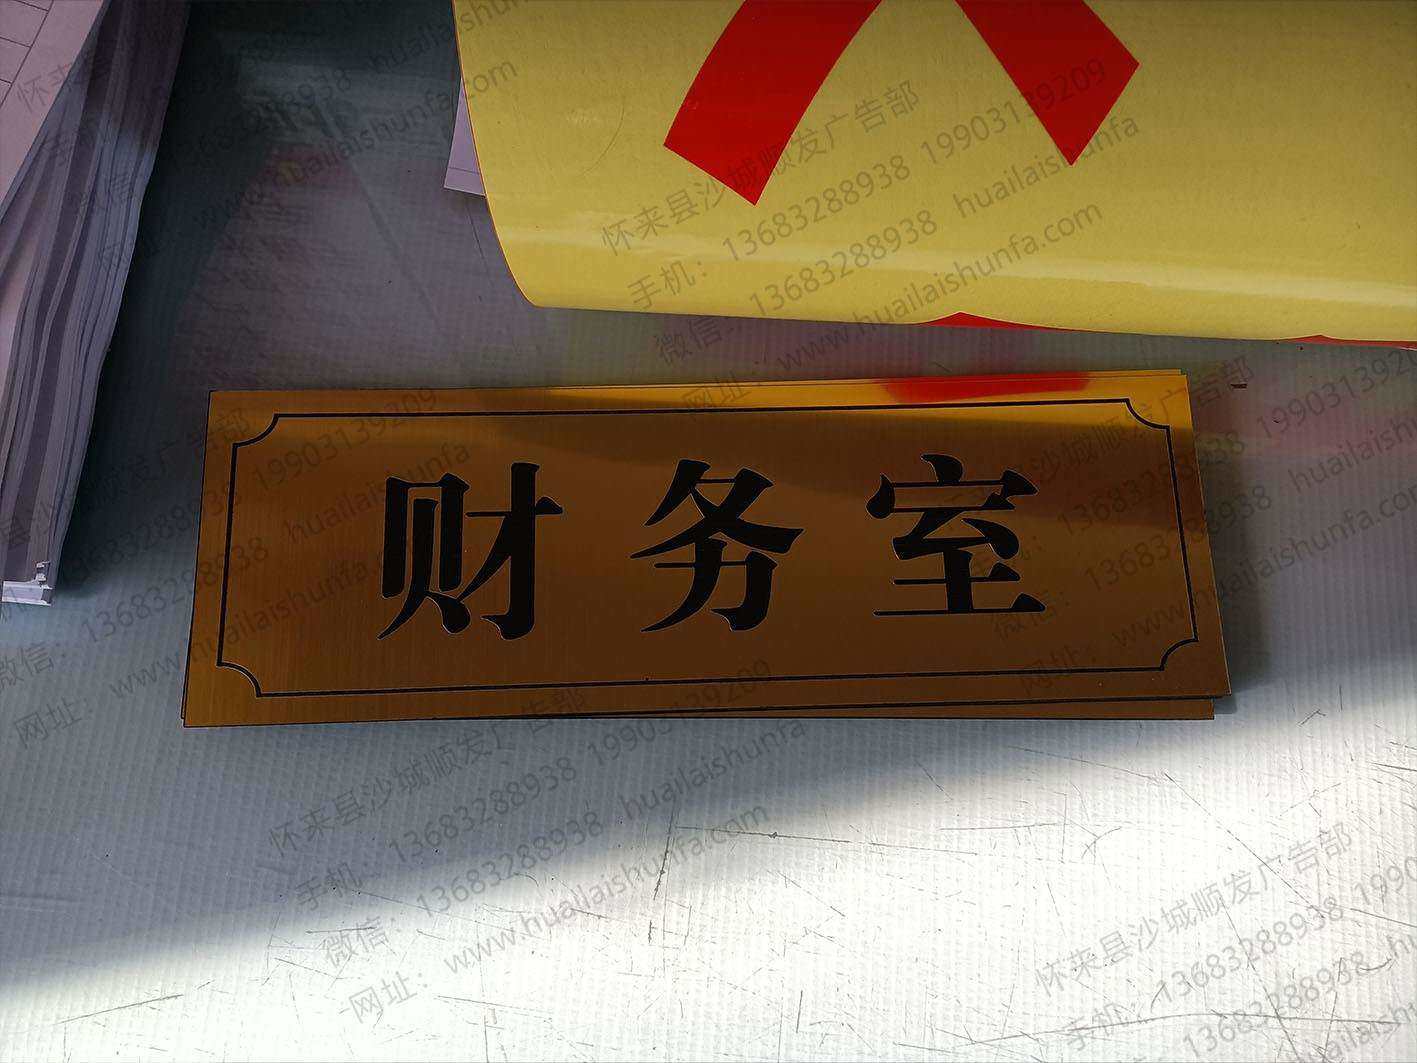 财务室
怀来县沙城顺发广告部
手机：13683288938 19903139209
微信：13683288938 huailaishunfa
网址：www.huailaishunfa.com